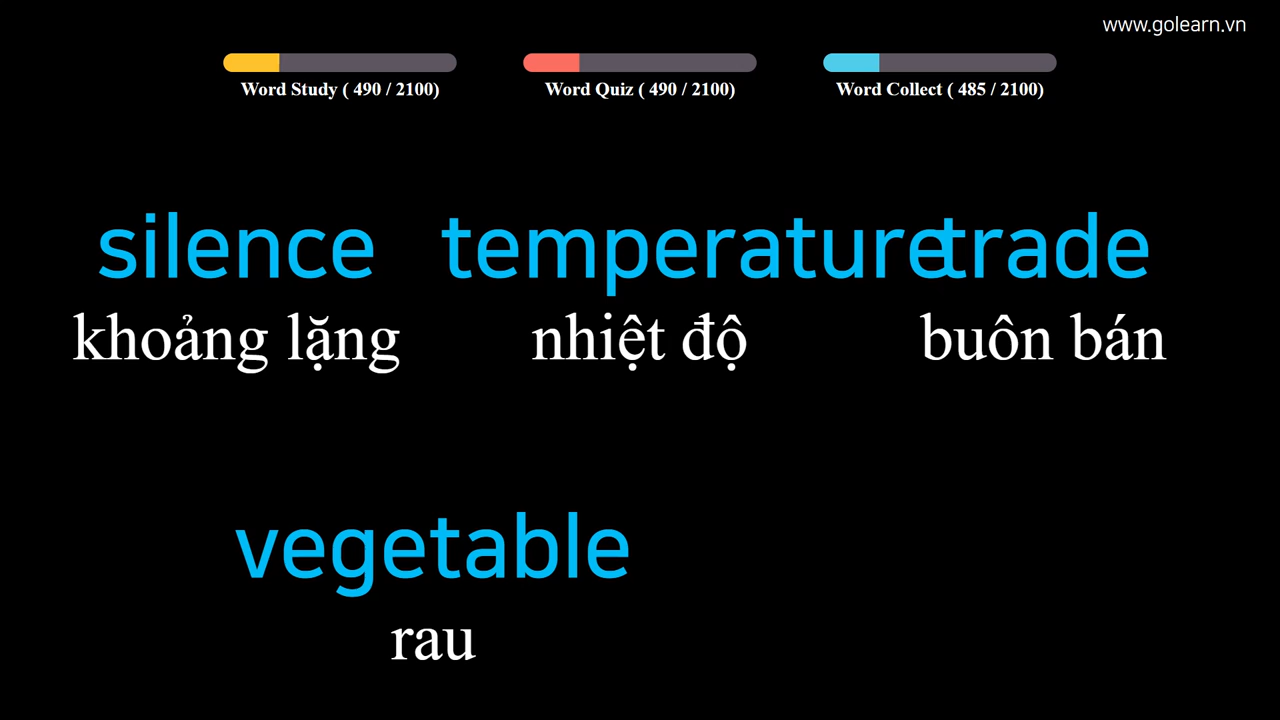 www.golearn.vn
Word Study ( 490 / 2100)
Word Quiz ( 490 / 2100)
Word Collect ( 485 / 2100)
silence
khoảng lặng
temperature
nhiệt độ
trade
buôn bán
vegetable
rau